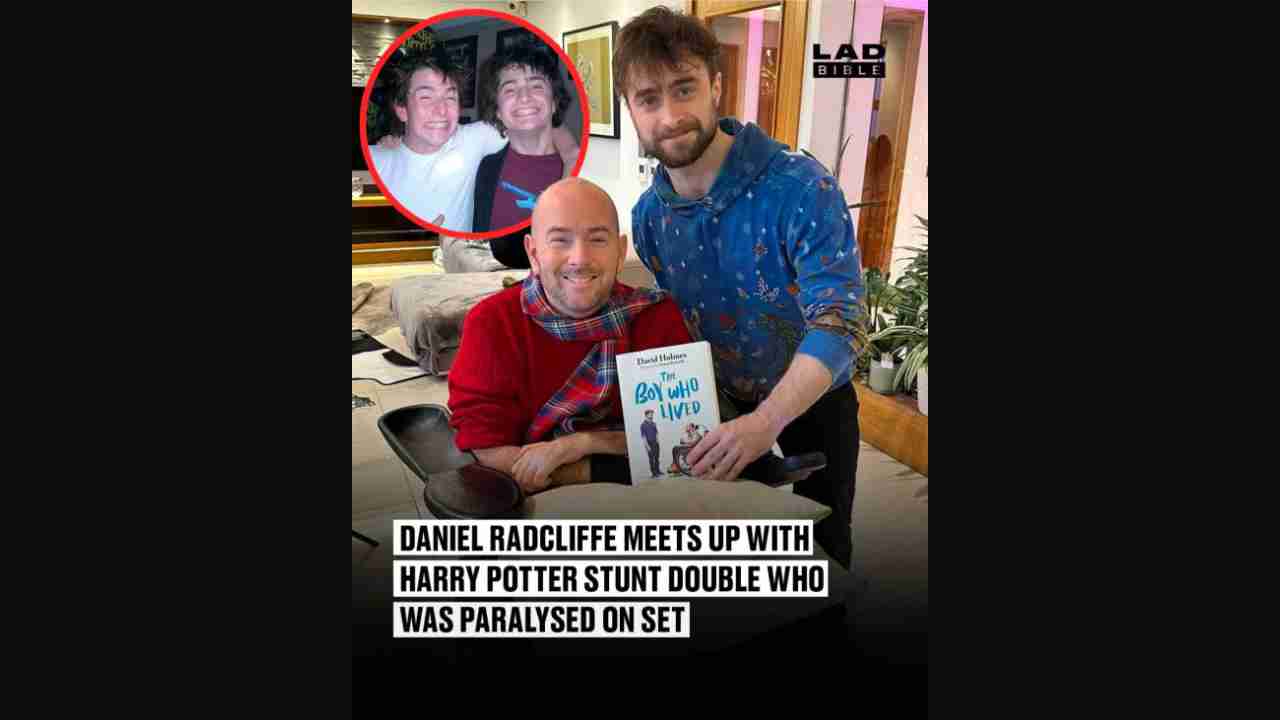 LAD
BIBLE
David Holmes
THE
BOY WHO
LIVED
DANIEL RADCLIFFE MEETS UP WITH
HARRY POTTER STUNT DOUBLE WHO
WAS PARALYSED ON SET